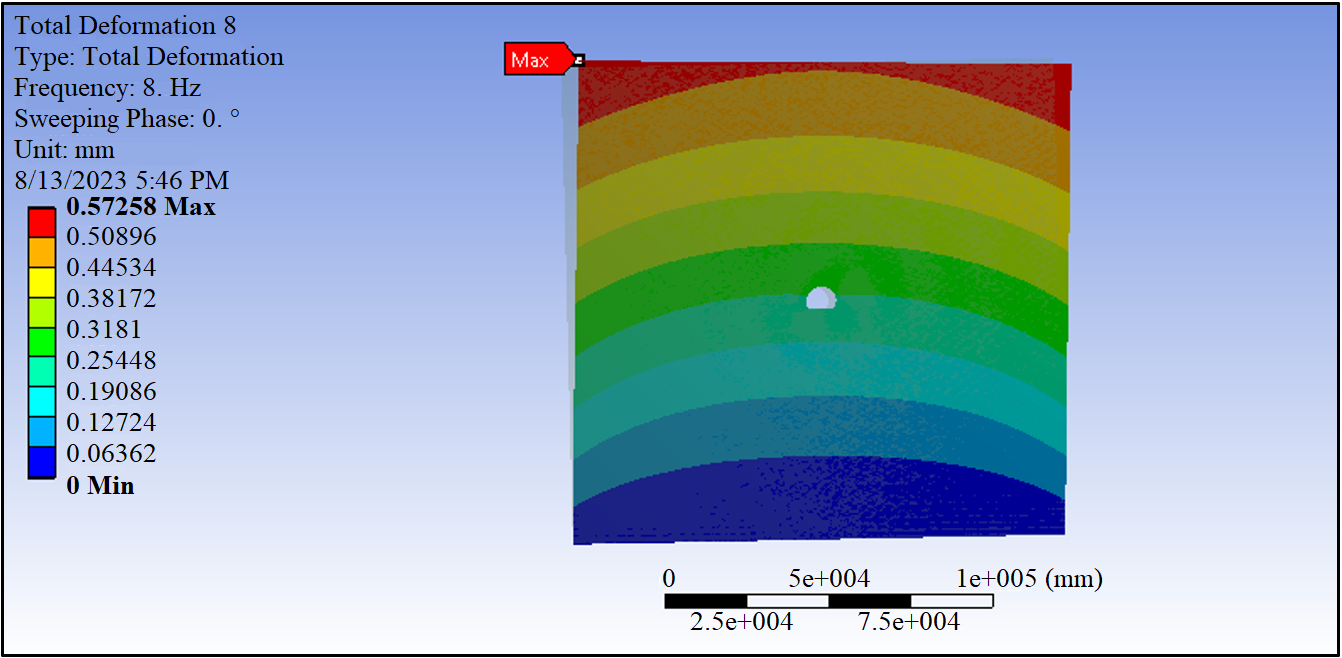 Total Deformation 8
Type: Total Deformation
Frequency: 8. Hz
Sweeping Phase: 0. °
Unit: mm
8/13/2023 5:46 PM
0.57258 Max
0.50896
0.44534
0.38172
0.3181
0.25448
0.19086
0.12724
0.06362
0 Min
Max
0 5e+004 1e+005 (mm)
2.5e+004 7.5e+004